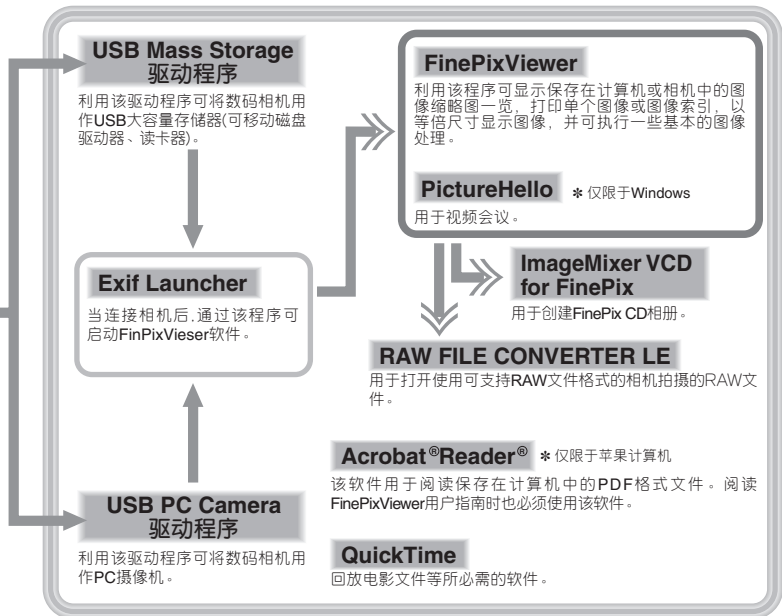 USB Mass Storage
驱动程序
利用该驱动程序可将数码相机用
作USB大容量存储器(可移动磁盘
驱动器、读卡器)。
Exif Launcher
当连接相机后,通过该程序可
启动FinPixVieser软件。
USB PC Camera
驱动程序
利用该驱动程序可将数码相机用
作PC摄像机。
FinePixViewer
利用该程序可显示保存在计算机或相机中的图
像缩略图一览，打印单个图像或图像索引，以
等倍尺寸显示图像，并可执行一些基本的图像
处理。
PictureHello ＊仅限于Windows
用于视频会议。
ImageMixer VCD
for FinePix
用于创建FinePix CD相册。
RAW FILE CONVERTER LE
用于打开使用可支持RAW文件格式的相机拍摄的RAW文
件。
Acrobat®Reader® ＊仅限于苹果计算机
该软件用于阅读保存在计算机中的PDF格式文件。阅读
FinePixViewer用户指南时也必须使用该软件。
QuickTime
回放电影文件等所必需的软件。